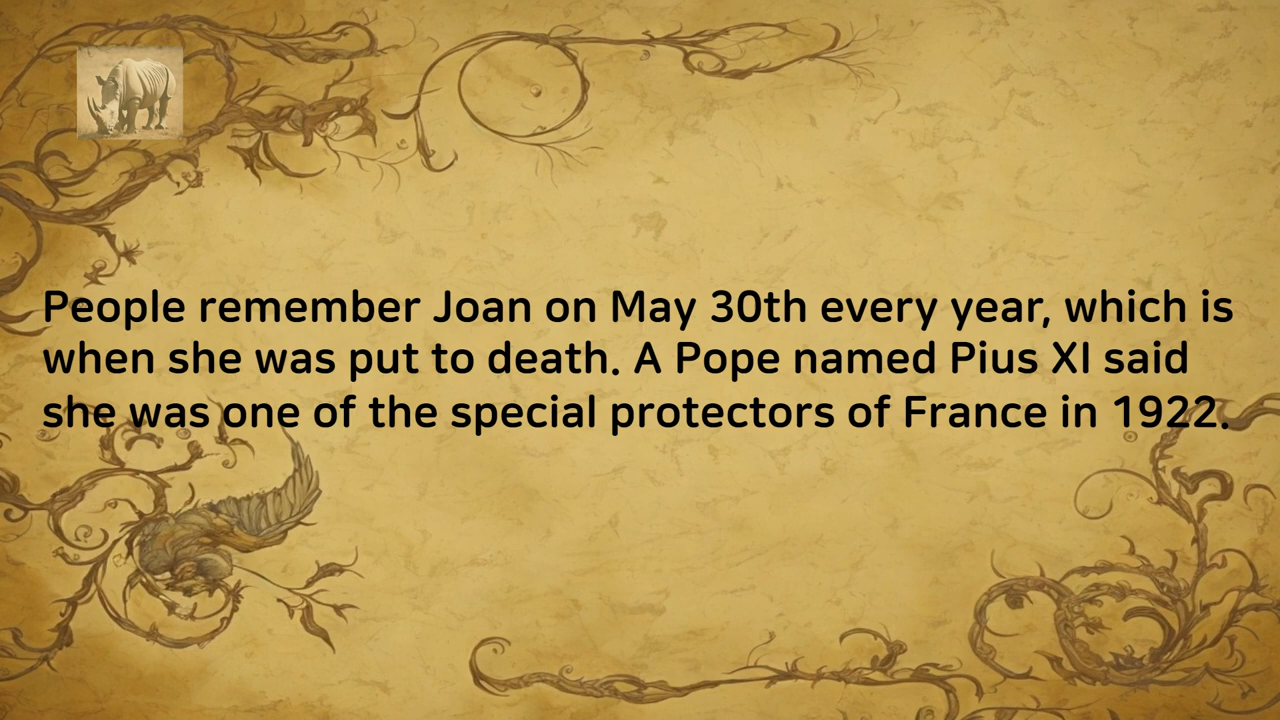 People remember Joan on May 30th every year, which is
when she was put to death. A Pope named Pius XI said
she was one of the special protectors of France in 1922.